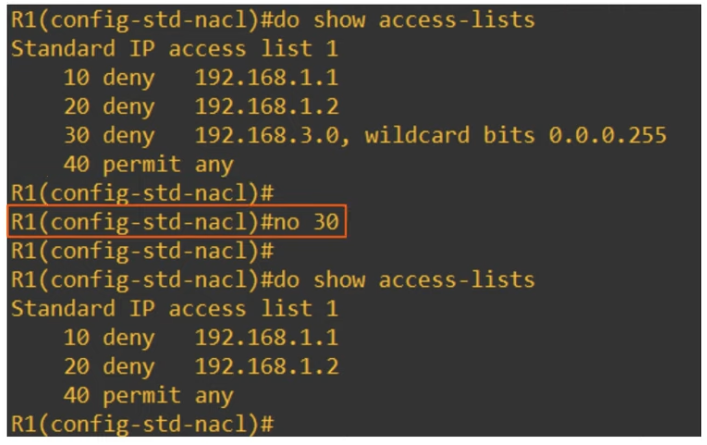 R1(config-std-nacl)#do show access-lists
Standard IP access list 1
    10 deny   192.168.1.1
    20 deny   192.168.1.2
    30 deny   192.168.3.0, wildcard bits 0.0.0.255
    40 permit any
R1(config-std-nacl)#
R1(config-std-nacl)#no 30
R1(config-std-nacl)#
R1(config-std-nacl)#do show access-lists
Standard IP access list 1
    10 deny   192.168.1.1
    20 deny   192.168.1.2
    40 permit any
R1(config-std-nacl)#